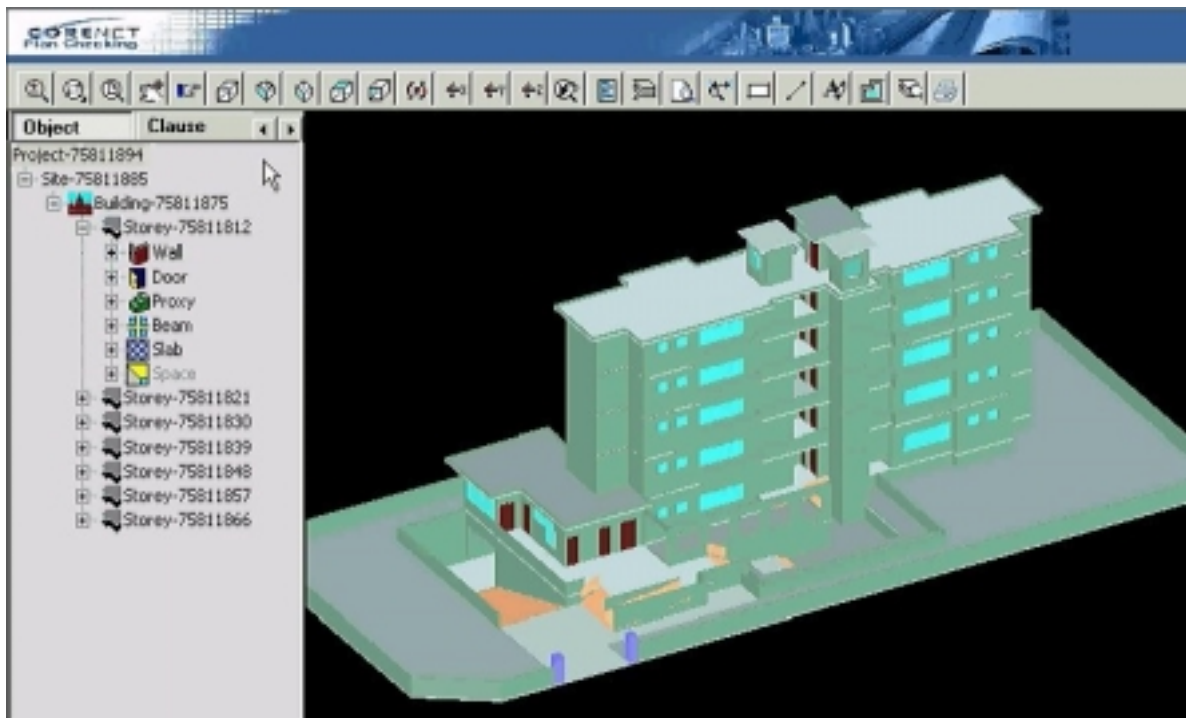 CORENET
Plan Checking
Object Clause
Project-75811894
Site-75811885
Building-75811875
Storey-75811812
Wall
Door
Proxy
Beam
Slab
Space
Storey-75811821
Storey-75811830
Storey-75811839
Storey-75811848
Storey-75811857
Storey-75811866